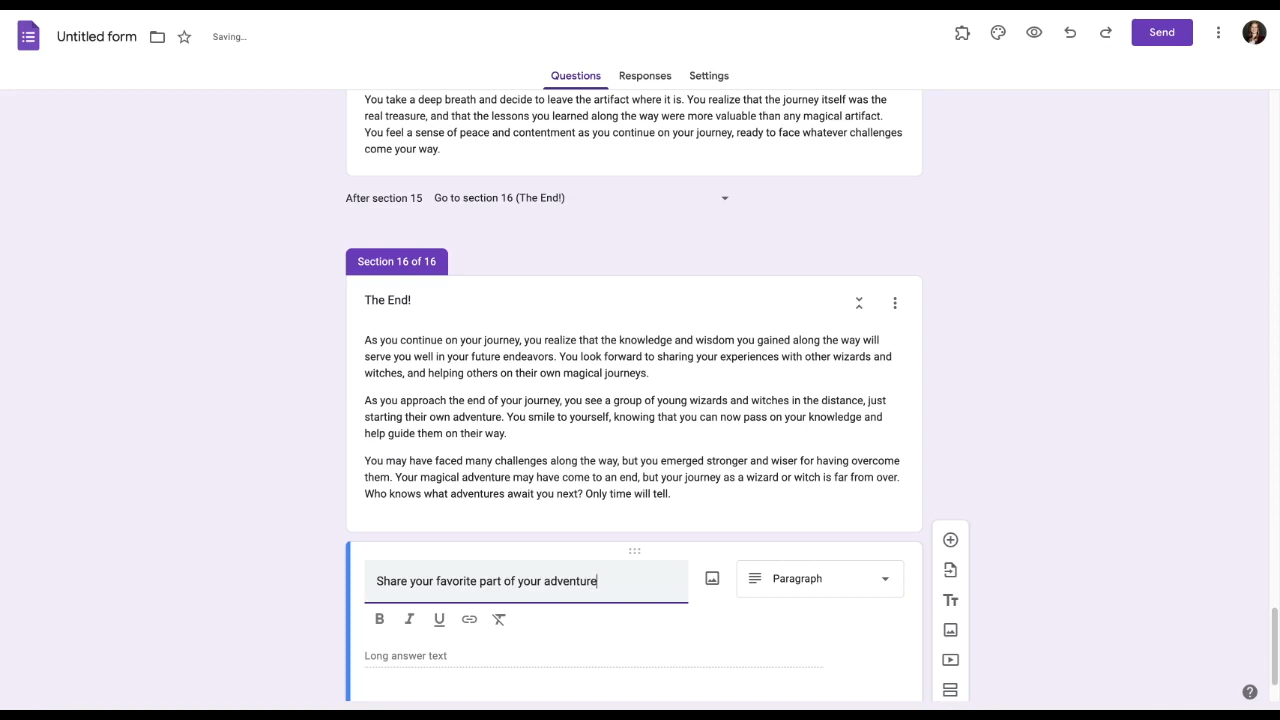 Untitled form
Saving...
Send
Questions
Responses
Settings
You take a deep breath and decide to leave the artifact where it is. You realize that the journey itself was the
real treasure, and that the lessons you learned along the way were more valuable than any magical artifact.
You feel a sense of peace and contentment as you continue on your journey, ready to face whatever challenges
come your way.
After section 15
Go to section 16 (The End!)
Section 16 of 16
The End!
As you continue on your journey, you realize that the knowledge and wisdom you gained along the way will
serve you well in your future endeavors. You look forward to sharing your experiences with other wizards and
witches, and helping others on their own magical journeys.
As you approach the end of your journey, you see a group of young wizards and witches in the distance, just
starting their own adventure. You smile to yourself, knowing that you can now pass on your knowledge and
help guide them on their way.
You may have faced many challenges along the way, but you emerged stronger and wiser for having overcome
them. Your magical adventure may have come to an end, but your journey as a wizard or witch is far from over.
Who knows what adventures await you next? Only time will tell.
Share your favorite part of your adventure
Paragraph
B I U
Long answer text
Tт